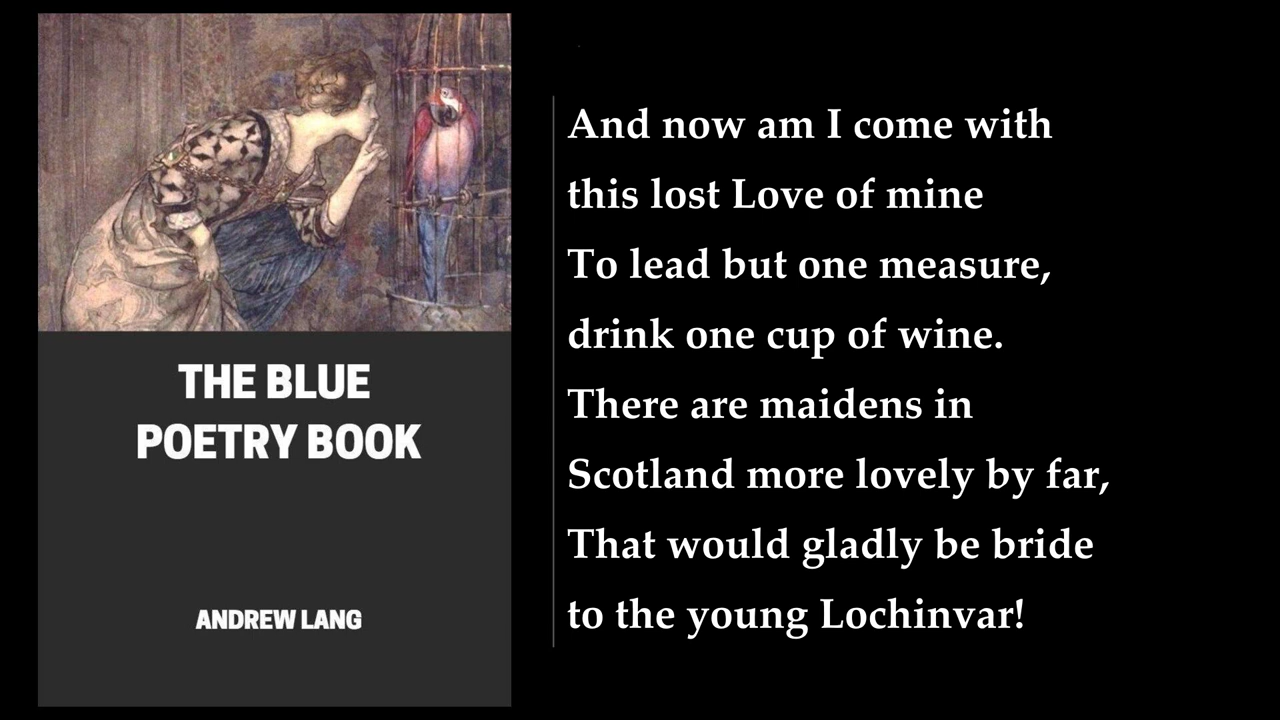 THE BLUE
POETRY BOOK
ANDREW LANG
And now am I come with
this lost Love of mine
To lead but one measure,
drink one cup of wine.
There are maidens in
Scotland more lovely by far,
That would gladly be bride
to the young Lochinvar!